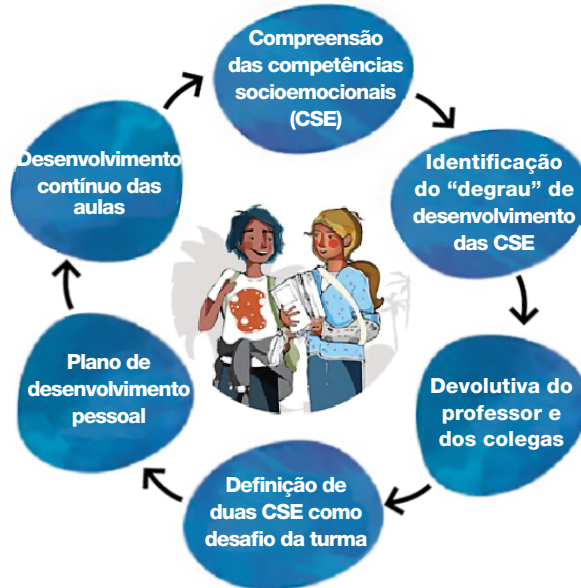 Compreensão
das competências
socioemocionais
(CSE)
Identificação
do “degrau” de
desenvolvimento
das CSE
Devolutiva do
professor e
dos colegas
Definição de
duas CSE como
desafio da turma
Plano de
desenvolvimento
pessoal
Desenvolvimento
contínuo das
aulas